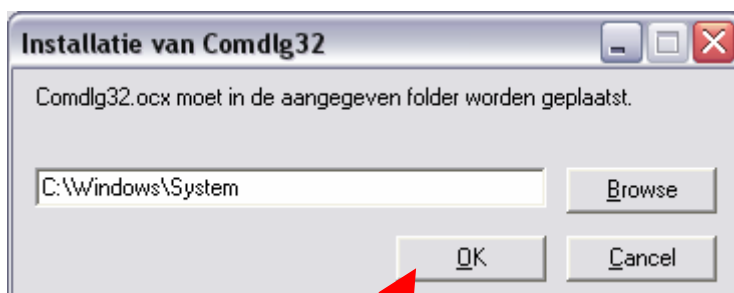 Installatie van Comdlg32
Comdlg32.ocx moet in de aangegeven folder worden geplaatst.
C:\Windows\System
Browse
OK
Cancel